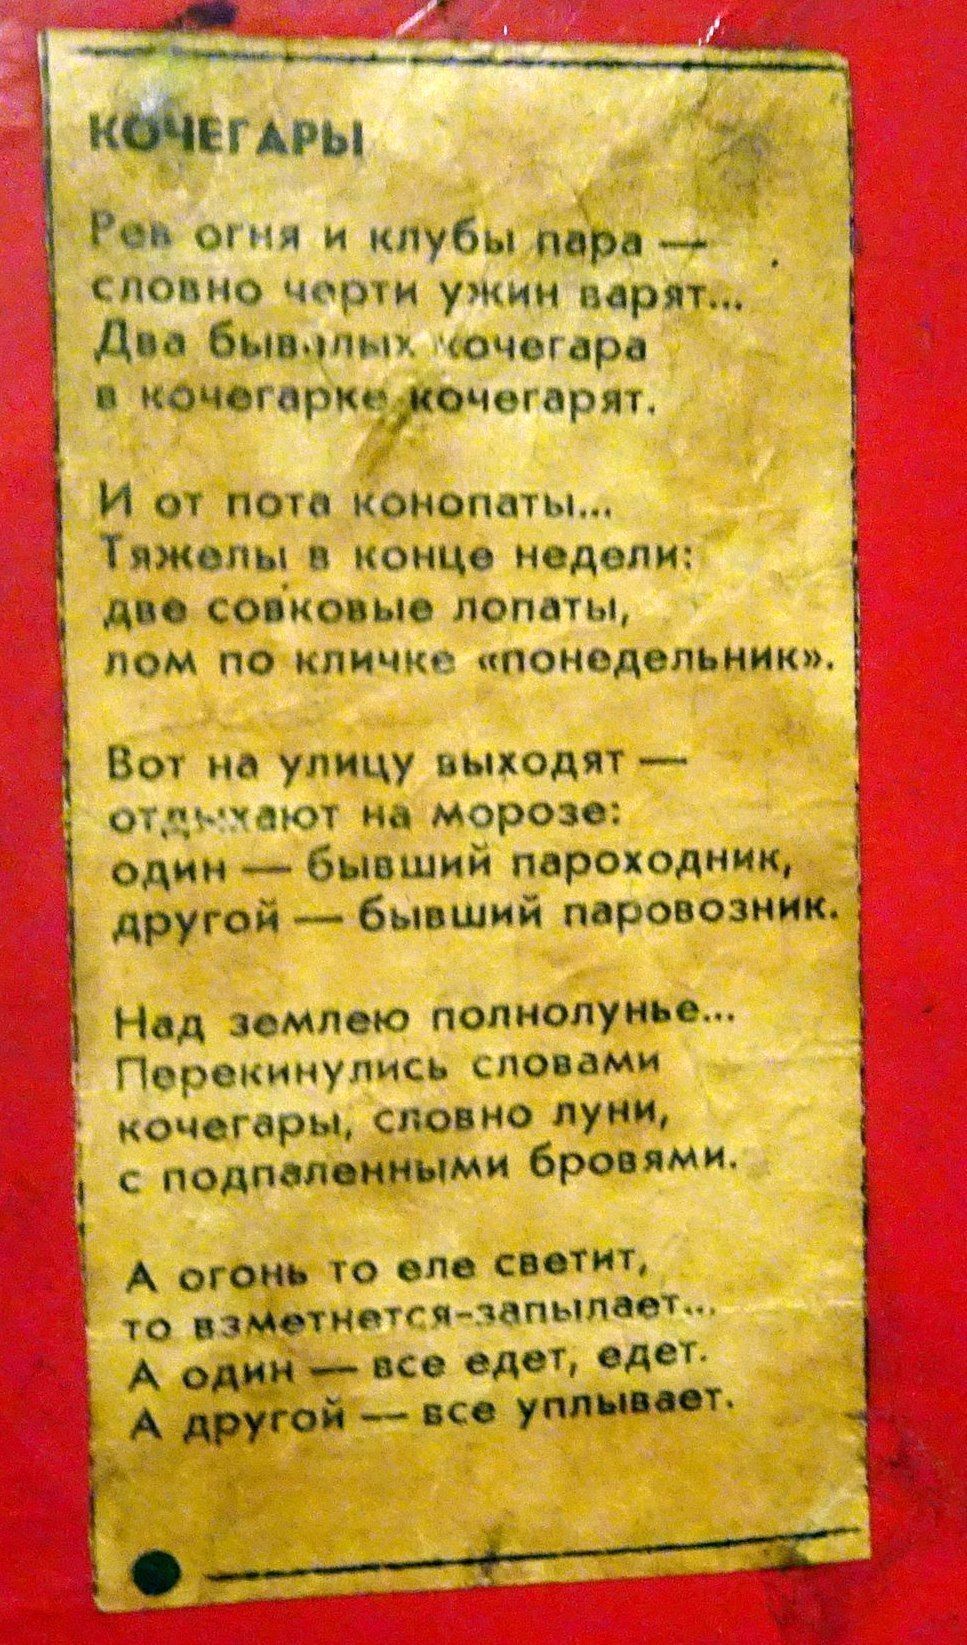 КОЧЕГАРЫ
Рев огня и клубы пара —
словно черти ужин варят...
Два бывалых кочегара
в кочегарке кочегарят.
И от пота конопаты...
Тяжелы в конце недели:
две совковые лопаты,
лом по кличке «понедельник».
Вот на улицу выходят —
отдыхают на морозе:
один — бывший пароходник,
другой — бывший паровозник.
Над землею полнолунье...
Перекинулись словами
кочегары, словно луни,
с подпаленными бровями.
А огонь то еле светит,
то взметнется-запылает...
А один — все едет, едет.
А другой — все уплывает.